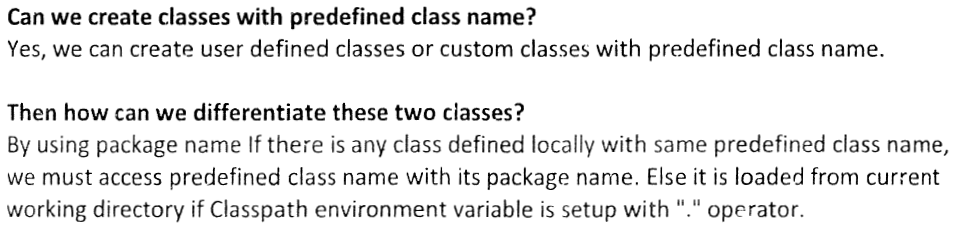 Can we create classes with predefined class name?
Yes, we can create user defined classes or custom classes with predefined class name.
Then how can we differentiate these two classes?
By using package name If there is any class defined locally with same predefined class name,
we must access predefined class name with its package name. Else it is loaded from current
working directory if Classpath environment variable is setup with "." operator.